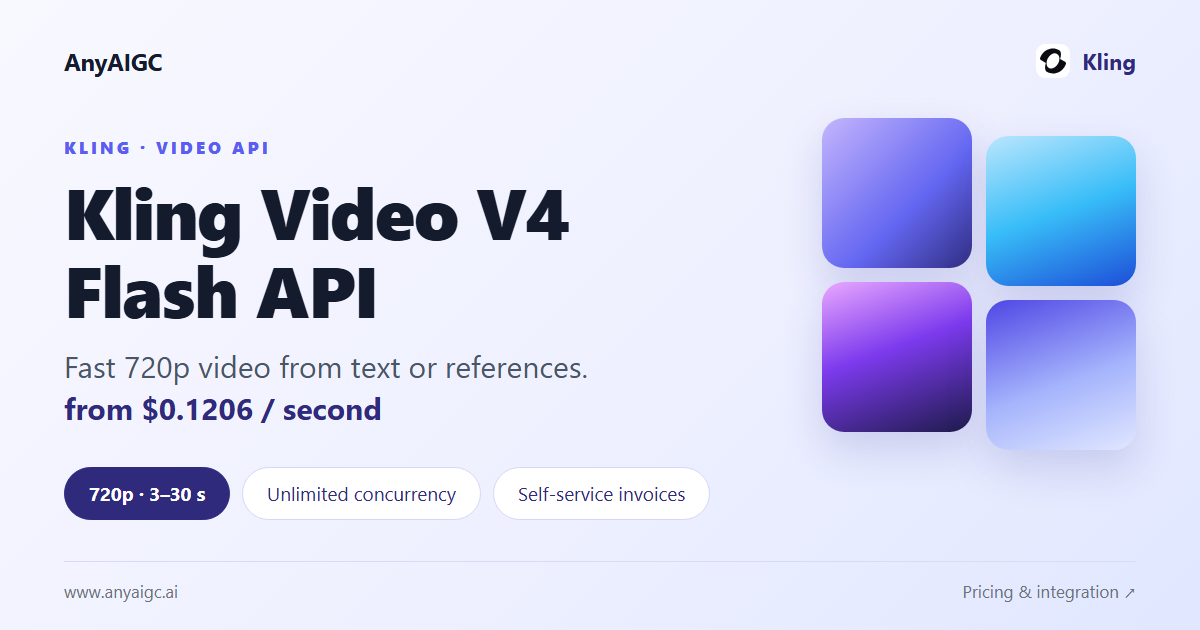 AnyAIGC
Kling
KLING · VIDEO API
Kling Video V4
Flash API
Fast 720p video from text or references.
from $0.1206 / second
720p · 3–30 s
Unlimited concurrency
Self-service invoices
www.anyaigc.ai
Pricing & integration ↗